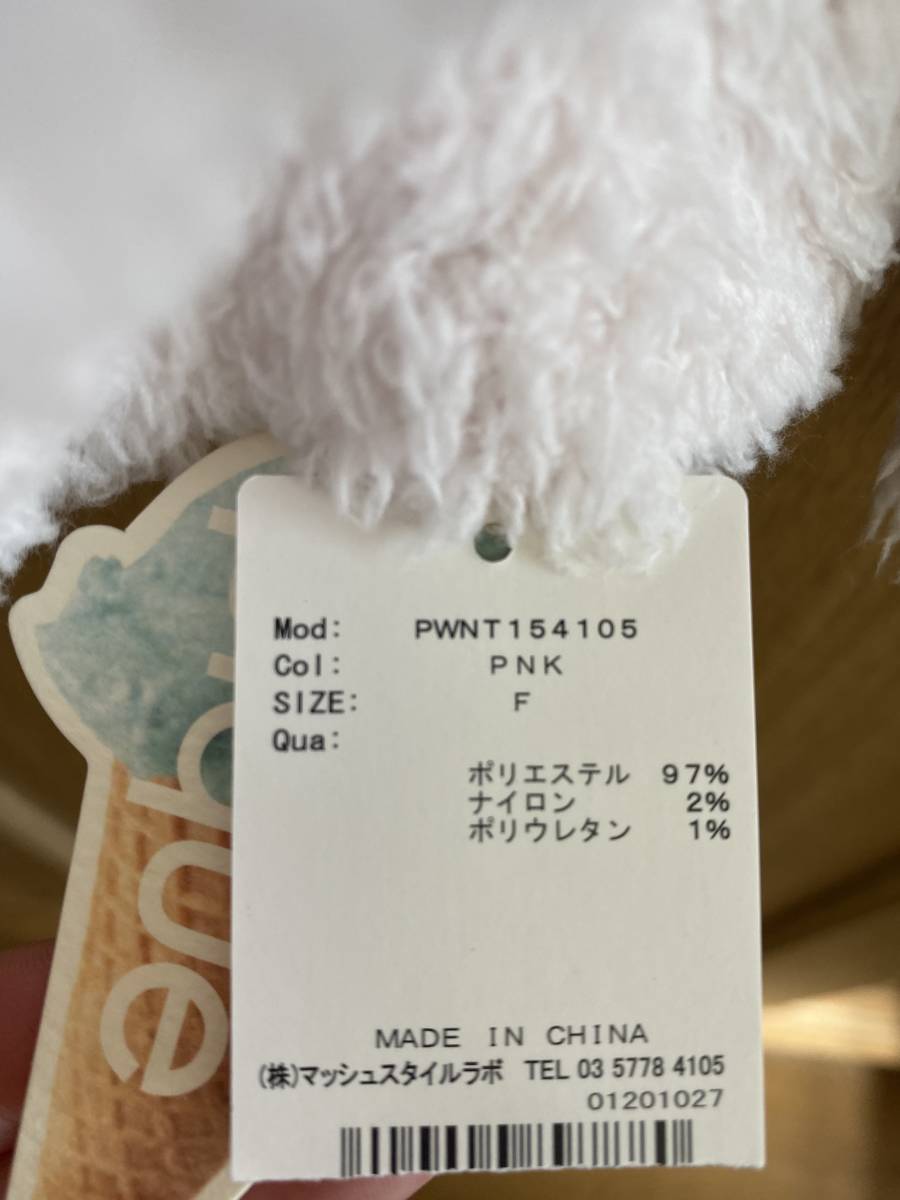 Mod: PWNT154105
Col: PNK
SIZE: F
Qua:
ポリエステル 97%
ナイロン 2%
ポリウレタン 1%
MADE IN CHINA
(株)マッシュスタイルラボ TEL 03 5778 4105
01201027
que